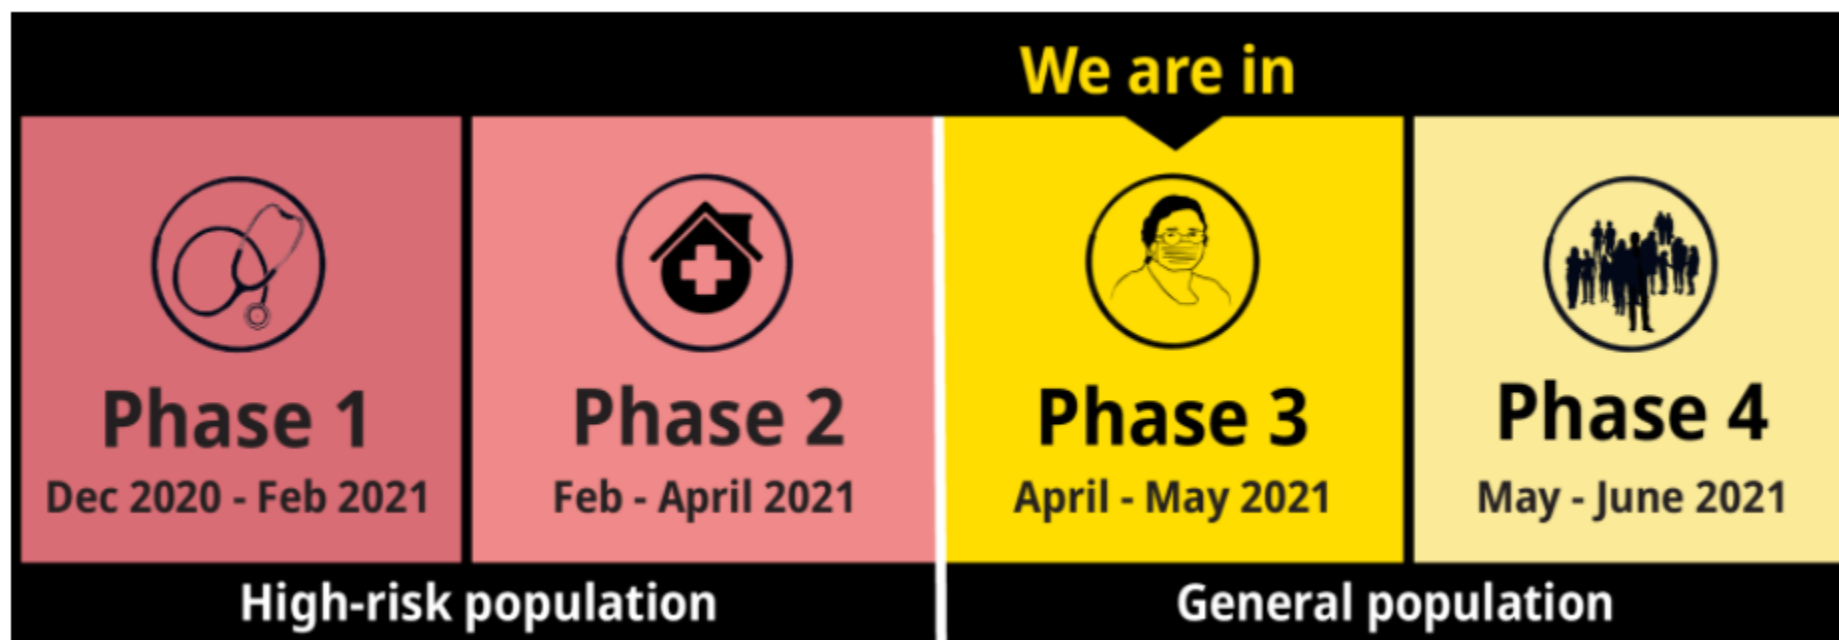 We are in
Phase 1
Dec 2020 - Feb 2021
Phase 2
Feb - April 2021
Phase 3
April - May 2021
Phase 4
May - June 2021
High-risk population
General population